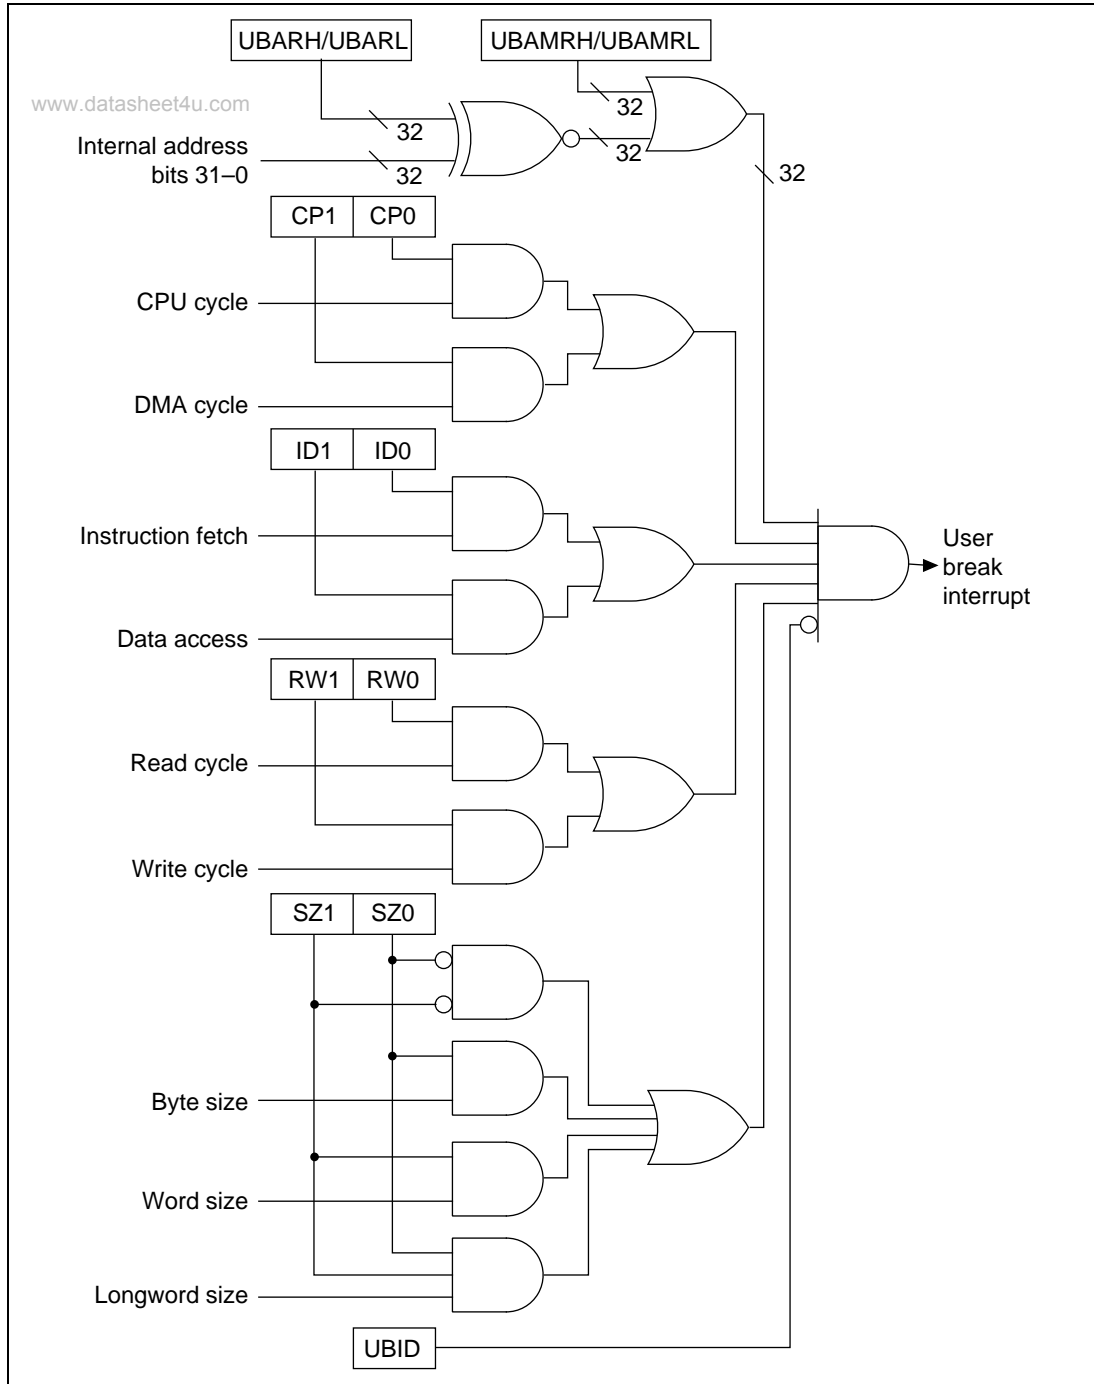 UBARH/UBARL
UBAMRH/UBAMRL
www.datasheet4u.com
32
32
Internal address
bits 31–0
32
32
32
CP1 CP0
CPU cycle
DMA cycle
ID1 ID0
Instruction fetch
Data access
User
break
interrupt
RW1 RW0
Read cycle
Write cycle
SZ1 SZ0
Byte size
Word size
Longword size
UBID